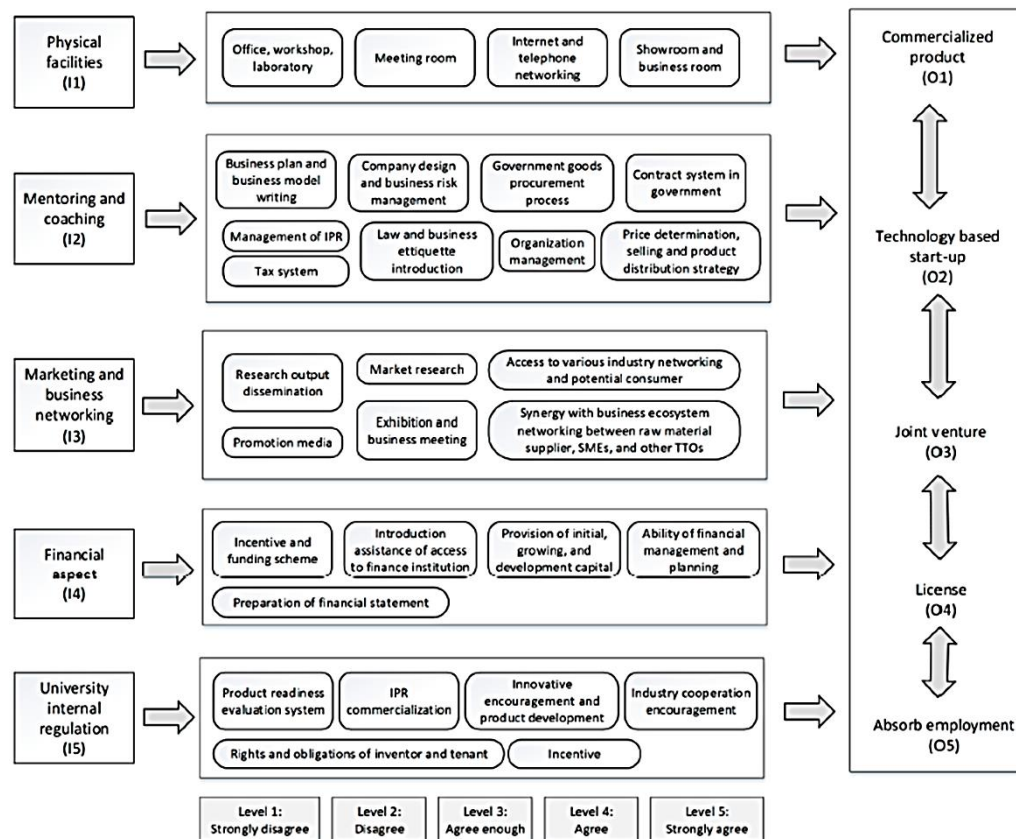 Physical
facilities
(I1)
Office, workshop,
laboratory
Meeting room
Internet and
telephone
networking
Showroom and
business room
Commercialized
product
(O1)
Mentoring and
coaching
(I2)
Business plan and
business model
writing
Company design
and business risk
management
Government goods
procurement
process
Contract system in
government
Management of IPR
Tax system
Law and business
ettiquette
introduction
Organization
management
Price determination,
selling and product
distribution strategy
Technology based
start-up
(O2)
Marketing and
business
networking
(I3)
Research output
dissemination
Market research
Access to various industry networking
and potential consumer
Promotion media
Exhibition and
business meeting
Synergy with business ecosystem
networking between raw material
supplier, SMEs, and other TTOs
Joint venture
(O3)
Financial
aspect
(I4)
Incentive and
funding scheme
Introduction
assistance of access
to finance institution
Provision of initial,
growing, and
development capital
Ability of financial
management and
planning
Preparation of financial statement
License
(O4)
University
internal
regulation
(I5)
Product readiness
evaluation system
IPR
commercialization
Innovative
encouragement and
product development
Industry cooperation
encouragement
Rights and obligations of inventor and tenant
Incentive
Absorb employment
(O5)
Level 1:
Strongly disagree
Level 2:
Disagree
Level 3:
Agree enough
Level 4:
Agree
Level 5:
Strongly agree